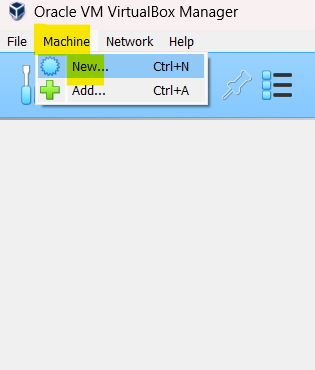 Oracle VM VirtualBox Manager
File Machine Network Help
New... Ctrl+N
Add... Ctrl+A